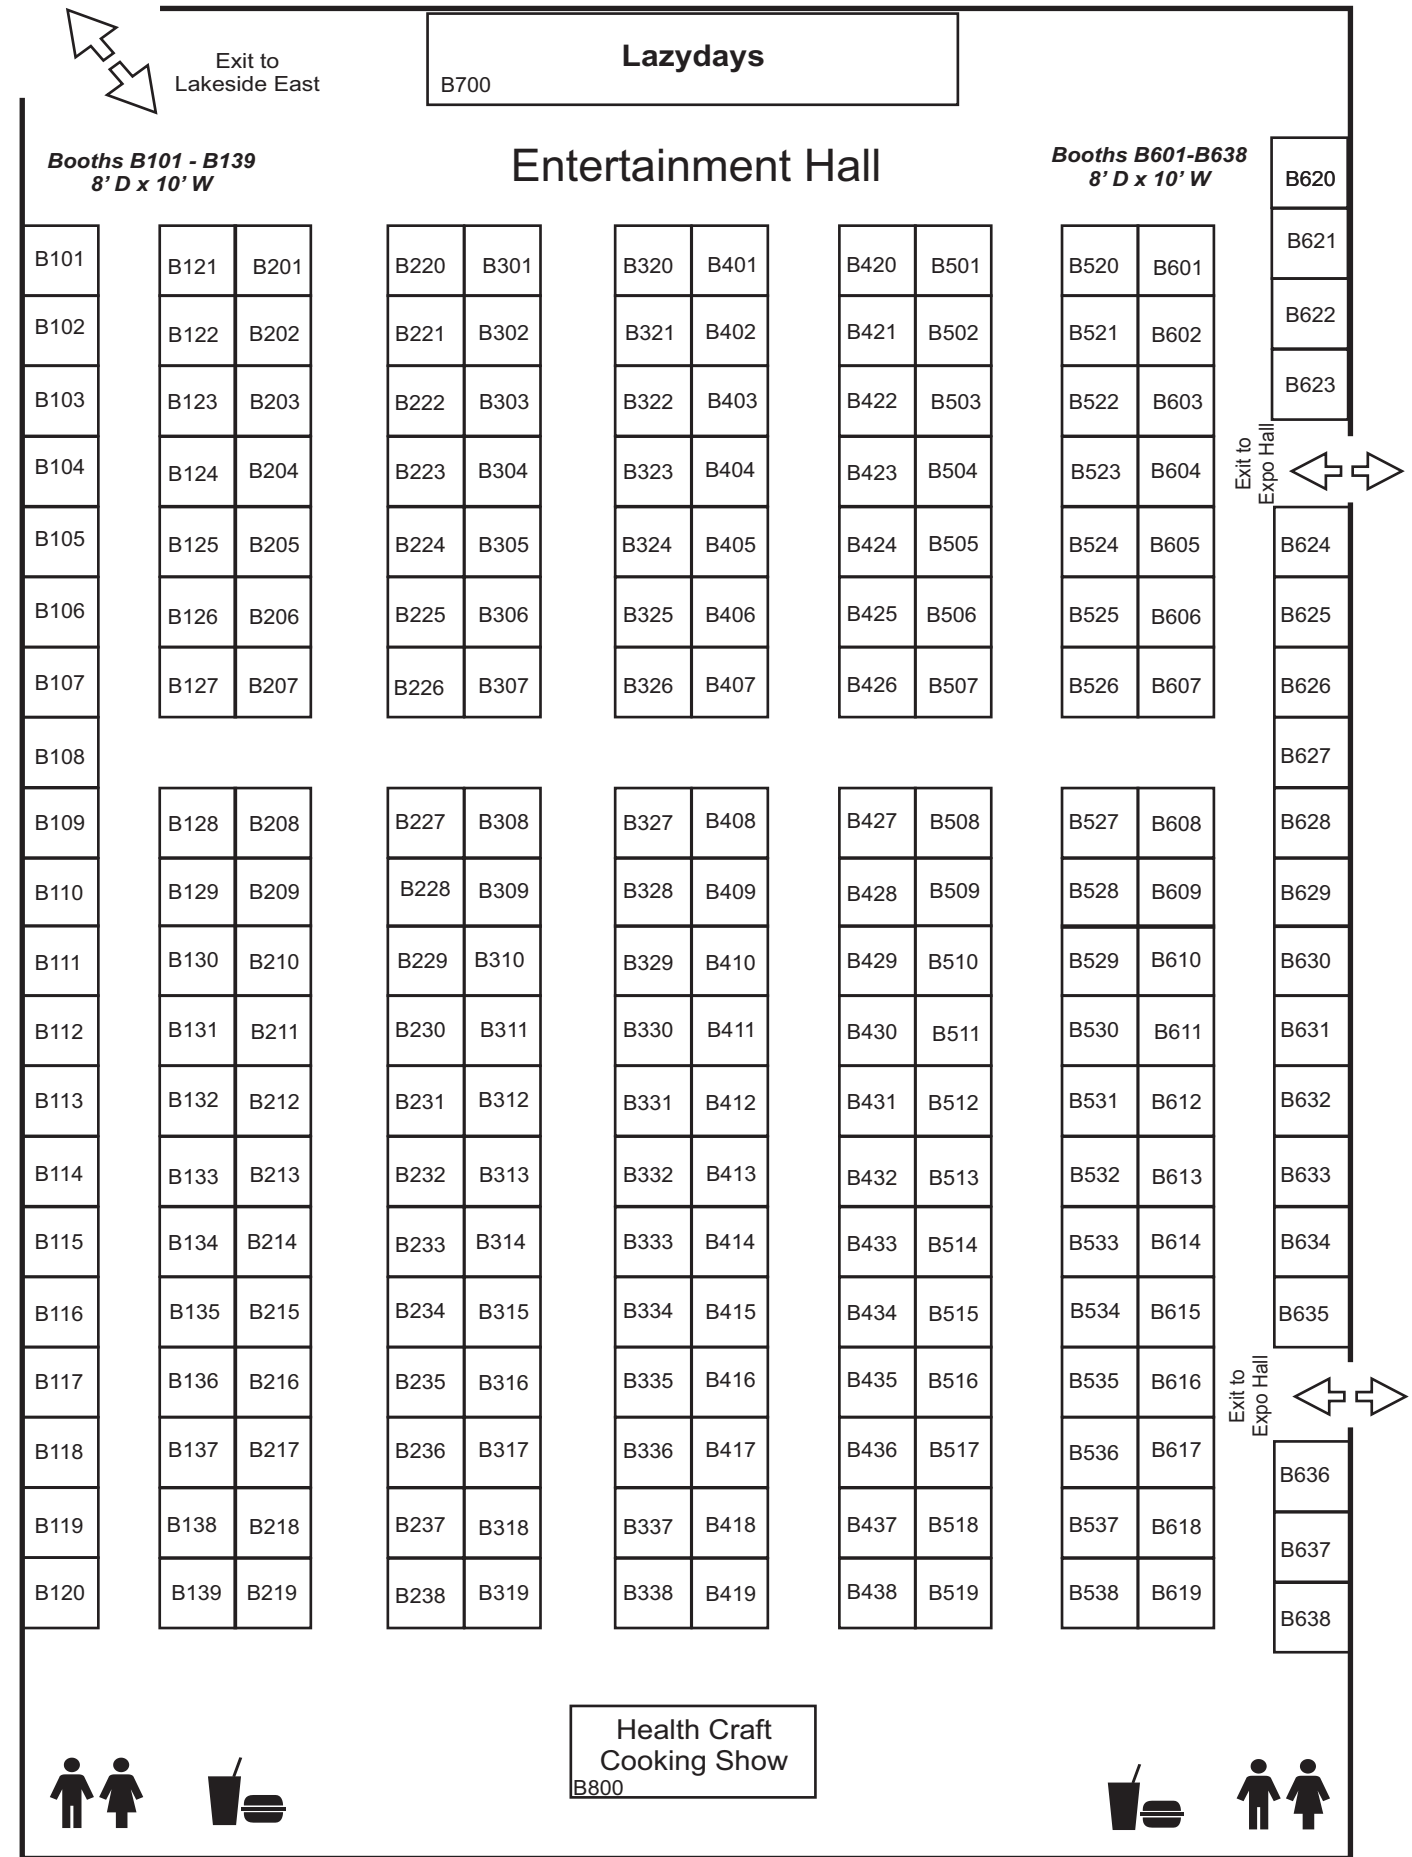 Exit to
Lakeside East
Lazydays
B700
Booths B101 - B139
8’ D x 10’ W
Entertainment Hall
Booths B601-B638
8’ D x 10’ W
B620
B621
B622
B623
B101 B121 B201 B220 B301 B320 B401 B420 B501 B520 B601
B102 B122 B202 B221 B302 B321 B402 B421 B502 B521 B602
B103 B123 B203 B222 B303 B322 B403 B422 B503 B522 B603
B104 B124 B204 B223 B304 B323 B404 B423 B504 B523 B604
Exit to
Expo Hall
B105 B125 B205 B224 B305 B324 B405 B424 B505 B524 B605 B624
B106 B126 B206 B225 B306 B325 B406 B425 B506 B525 B606 B625
B107 B127 B207 B226 B307 B326 B407 B426 B507 B526 B607 B626
B108 B627
B109 B128 B208 B227 B308 B327 B408 B427 B508 B527 B608 B628
B110 B129 B209 B228 B309 B328 B409 B428 B509 B528 B609 B629
B111 B130 B210 B229 B310 B329 B410 B429 B510 B529 B610 B630
B112 B131 B211 B230 B311 B330 B411 B430 B511 B530 B611 B631
B113 B132 B212 B231 B312 B331 B412 B431 B512 B531 B612 B632
B114 B133 B213 B232 B313 B332 B413 B432 B513 B532 B613 B633
B115 B134 B214 B233 B314 B333 B414 B433 B514 B533 B614 B634
B116 B135 B215 B234 B315 B334 B415 B434 B515 B534 B615 B635
B117 B136 B216 B235 B316 B335 B416 B435 B516 B535 B616
Exit to
Expo Hall
B118 B137 B217 B236 B317 B336 B417 B436 B517 B536 B617 B636
B119 B138 B218 B237 B318 B337 B418 B437 B518 B537 B618 B637
B120 B139 B219 B238 B319 B338 B419 B438 B519 B538 B619 B638
Health Craft
Cooking Show
B800